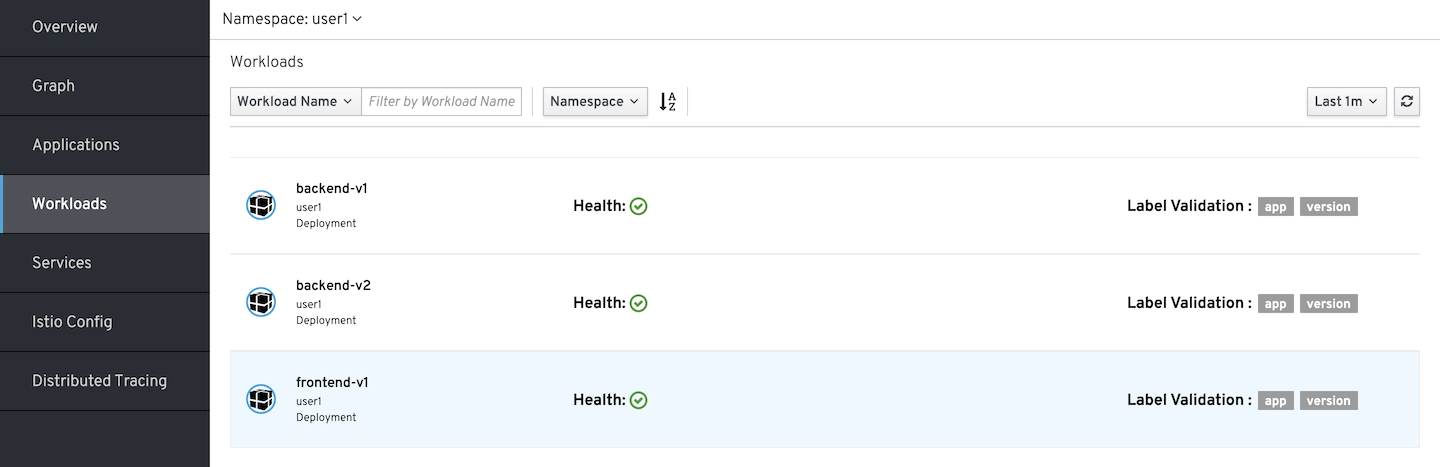 Overview
Graph
Applications
Workloads
Services
Istio Config
Distributed Tracing
Namespace: user1
Workloads
Workload Name Filter by Workload Name Namespace A Z Last 1m
backend-v1
user1
Deployment
Health:
Label Validation : app version
backend-v2
user1
Deployment
Health:
Label Validation : app version
frontend-v1
user1
Deployment
Health:
Label Validation : app version